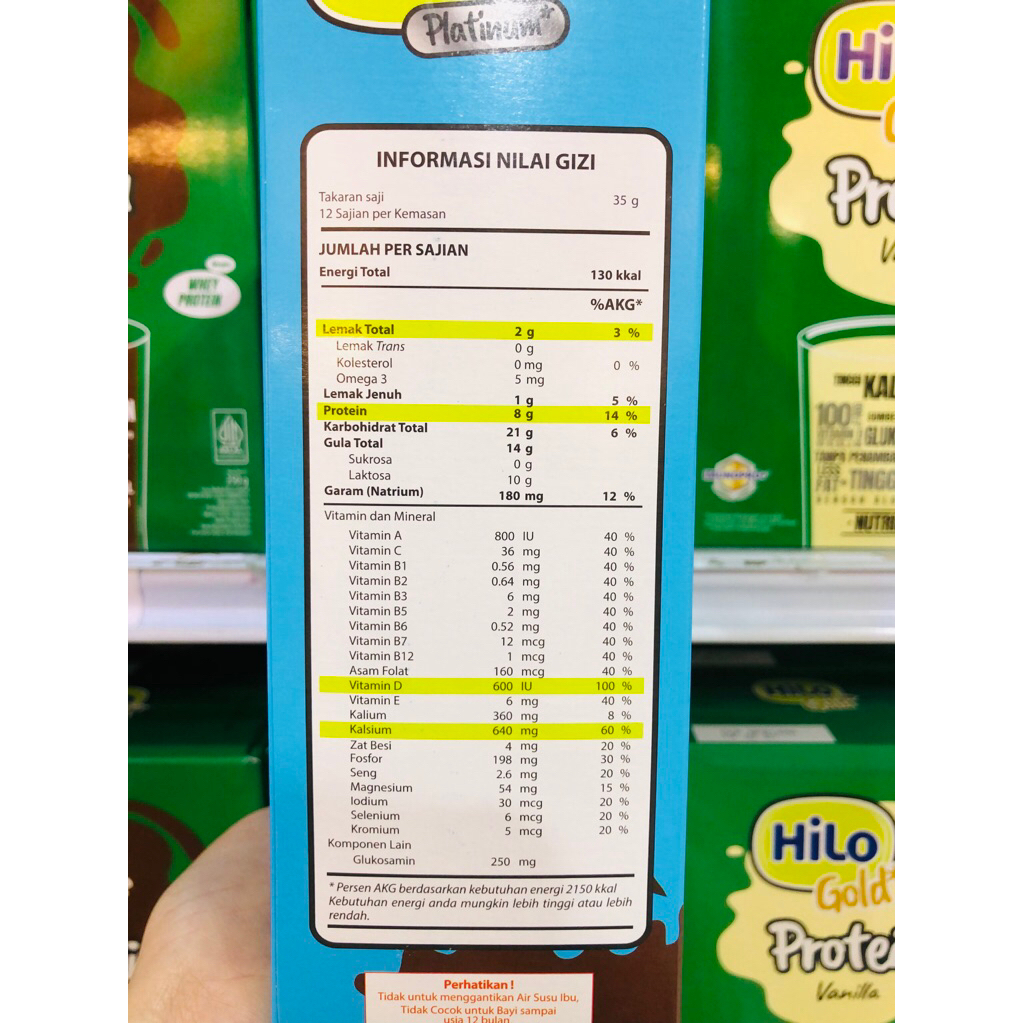 Platinum*
INFORMASI NILAI GIZI
Takaran saji 35 g
12 Sajian per Kemasan
JUMLAH PER SAJIAN
Energi Total 130 kkal
%AKG*
Lemak Total 2 g 3 %
Lemak Trans 0 g
Kolesterol 0 mg 0 %
Omega 3 5 mg
Lemak Jenuh 1 g 5 %
Protein 8 g 14 %
Karbohidrat Total 21 g 6 %
Gula Total 14 g
Sukrosa 0 g
Laktosa 10 g
Garam (Natrium) 180 mg 12 %
Vitamin dan Mineral
Vitamin A 800 IU 40 %
Vitamin C 36 mg 40 %
Vitamin B1 0.56 mg 40 %
Vitamin B2 0.64 mg 40 %
Vitamin B3 6 mg 40 %
Vitamin B5 2 mg 40 %
Vitamin B6 0.52 mg 40 %
Vitamin B7 12 mcg 40 %
Vitamin B12 1 mcg 40 %
Asam Folat 160 mcg 40 %
Vitamin D 600 IU 100 %
Vitamin E 6 mg 40 %
Kalium 360 mg 8 %
Kalsium 640 mg 60 %
Zat Besi 4 mg 20 %
Fosfor 198 mg 30 %
Seng 2.6 mg 20 %
Magnesium 54 mg 15 %
Iodium 30 mcg 20 %
Selenium 6 mcg 20 %
Kromium 5 mcg 20 %
Komponen Lain
Glukosamin 250 mg
* Persen AKG berdasarkan kebutuhan energi 2150 kkal
Kebutuhan energi anda mungkin lebih tinggi atau lebih
rendah.
Perhatikan !
Tidak untuk menggantikan Air Susu Ibu,
Tidak Cocok untuk Bayi sampai
usia 12 bulan
WHEY
PROTEIN
Hi
Pro
KAL
100%
GLUK
TINGG
NUTRI
HiLo
HiLo
Gold*
Protei
Vanilla